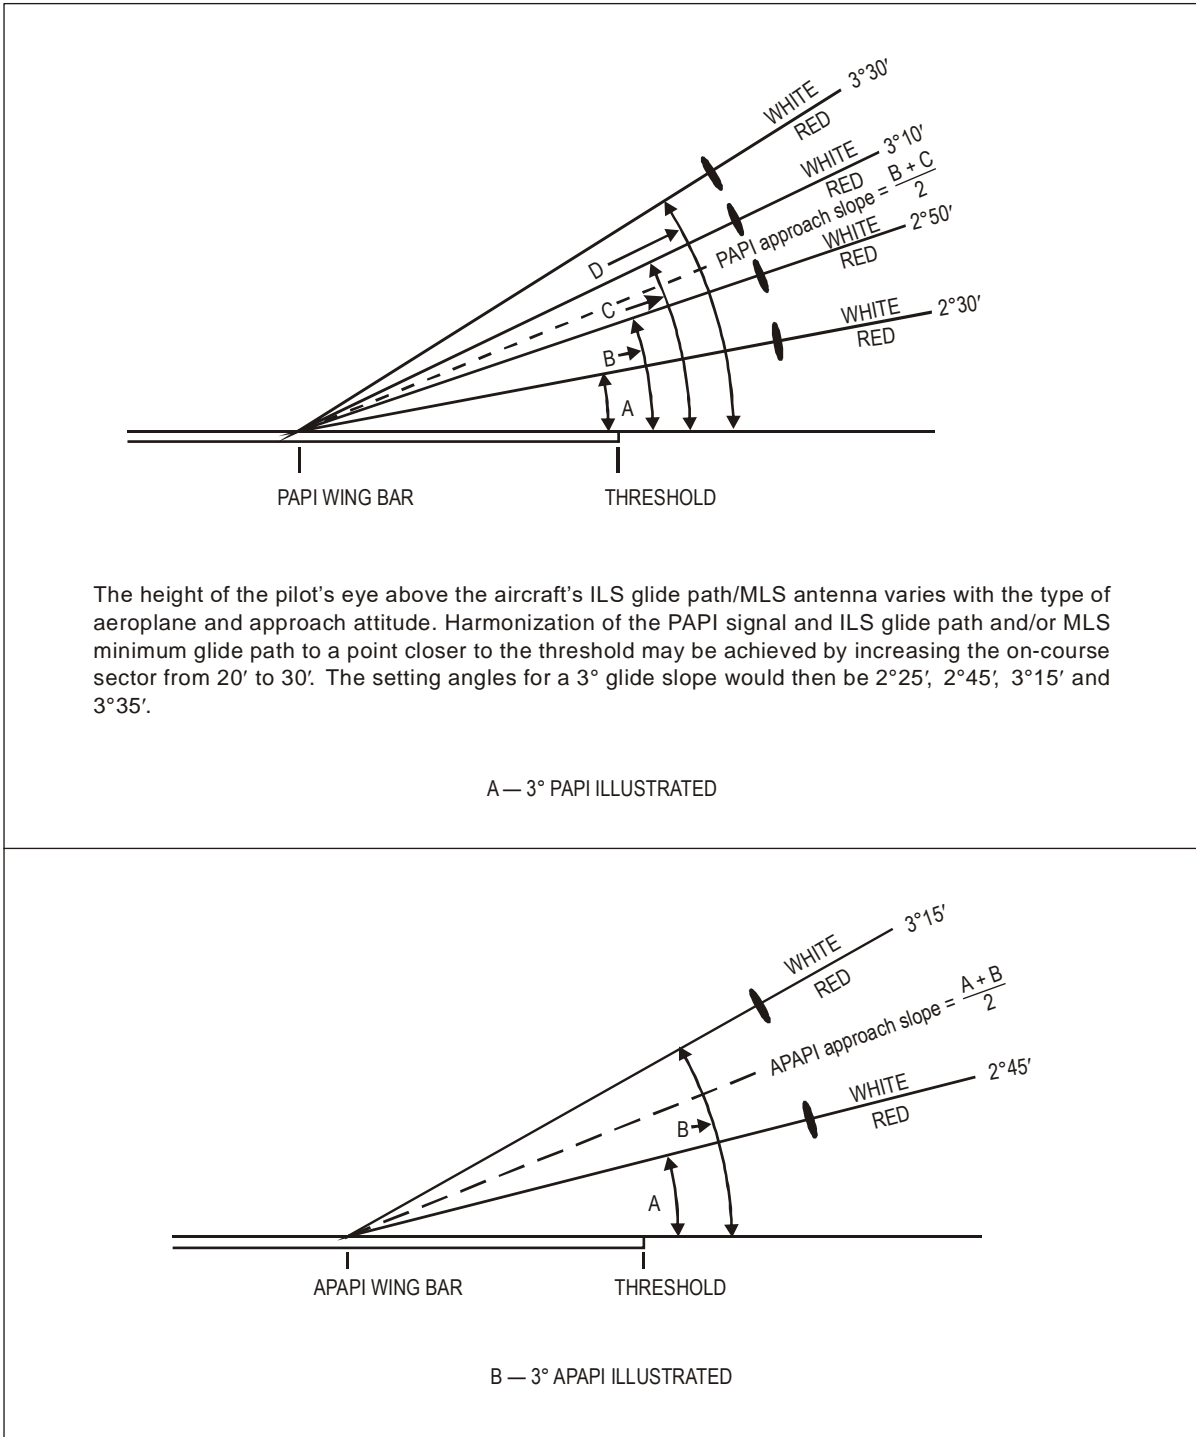 WHITE
3°30′
RED
WHITE
3°10′
RED
PAPI approach slope = B + C
2
WHITE
2°50′
RED
WHITE
2°30′
RED
D
C
B
A
PAPI WING BAR
THRESHOLD
The height of the pilot's eye above the aircraft's ILS glide path/MLS antenna varies with the type of
aeroplane and approach attitude. Harmonization of the PAPI signal and ILS glide path and/or MLS
minimum glide path to a point closer to the threshold may be achieved by increasing the on-course
sector from 20′ to 30′. The setting angles for a 3° glide slope would then be 2°25′, 2°45′, 3°15′ and
3°35′.
A — 3° PAPI ILLUSTRATED
WHITE
3°15′
RED
APAPI approach slope = A + B
2
WHITE
2°45′
RED
B
A
APAPI WING BAR
THRESHOLD
B — 3° APAPI ILLUSTRATED